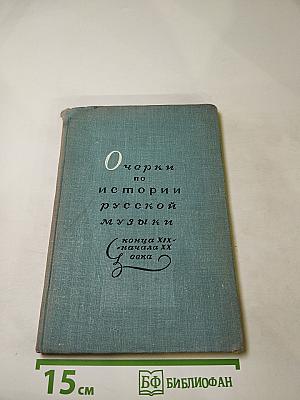 Очерки
по
истории
русской
музыки
конца XIX-
начала XX
века
15 см
БФ БИБЛИОФАН